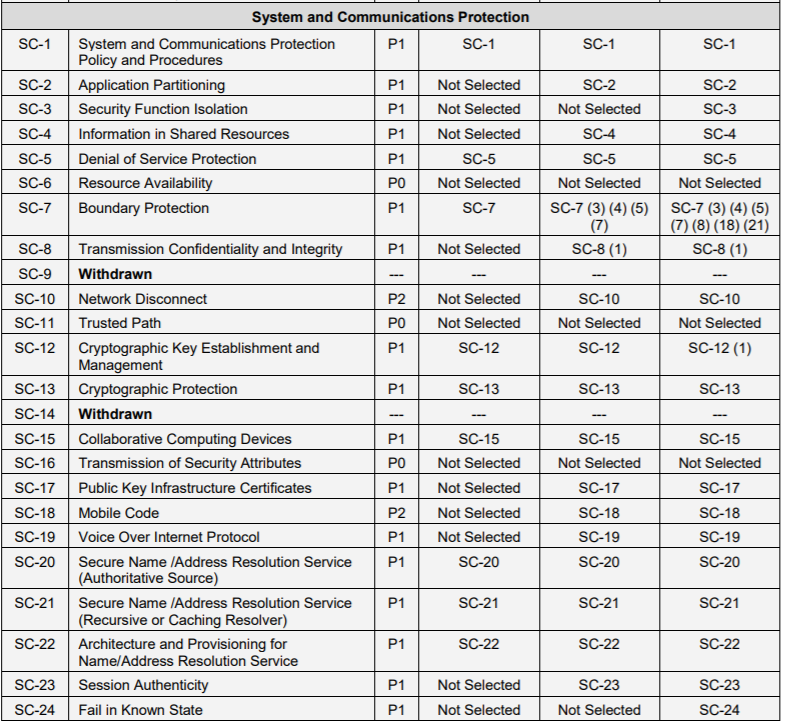 System and Communications Protection
SC-1 System and Communications Protection Policy and Procedures P1 SC-1 SC-1 SC-1
SC-2 Application Partitioning P1 Not Selected SC-2 SC-2
SC-3 Security Function Isolation P1 Not Selected Not Selected SC-3
SC-4 Information in Shared Resources P1 Not Selected SC-4 SC-4
SC-5 Denial of Service Protection P1 SC-5 SC-5 SC-5
SC-6 Resource Availability P0 Not Selected Not Selected Not Selected
SC-7 Boundary Protection P1 SC-7 SC-7 (3) (4) (5) (7) SC-7 (3) (4) (5) (7) (8) (18) (21)
SC-8 Transmission Confidentiality and Integrity P1 Not Selected SC-8 (1) SC-8 (1)
SC-9 Withdrawn --- --- --- ---
SC-10 Network Disconnect P2 Not Selected SC-10 SC-10
SC-11 Trusted Path P0 Not Selected Not Selected Not Selected
SC-12 Cryptographic Key Establishment and Management P1 SC-12 SC-12 SC-12 (1)
SC-13 Cryptographic Protection P1 SC-13 SC-13 SC-13
SC-14 Withdrawn --- --- --- ---
SC-15 Collaborative Computing Devices P1 SC-15 SC-15 SC-15
SC-16 Transmission of Security Attributes P0 Not Selected Not Selected Not Selected
SC-17 Public Key Infrastructure Certificates P1 Not Selected SC-17 SC-17
SC-18 Mobile Code P2 Not Selected SC-18 SC-18
SC-19 Voice Over Internet Protocol P1 Not Selected SC-19 SC-19
SC-20 Secure Name /Address Resolution Service (Authoritative Source) P1 SC-20 SC-20 SC-20
SC-21 Secure Name /Address Resolution Service (Recursive or Caching Resolver) P1 SC-21 SC-21 SC-21
SC-22 Architecture and Provisioning for Name/Address Resolution Service P1 SC-22 SC-22 SC-22
SC-23 Session Authenticity P1 Not Selected SC-23 SC-23
SC-24 Fail in Known State P1 Not Selected Not Selected SC-24